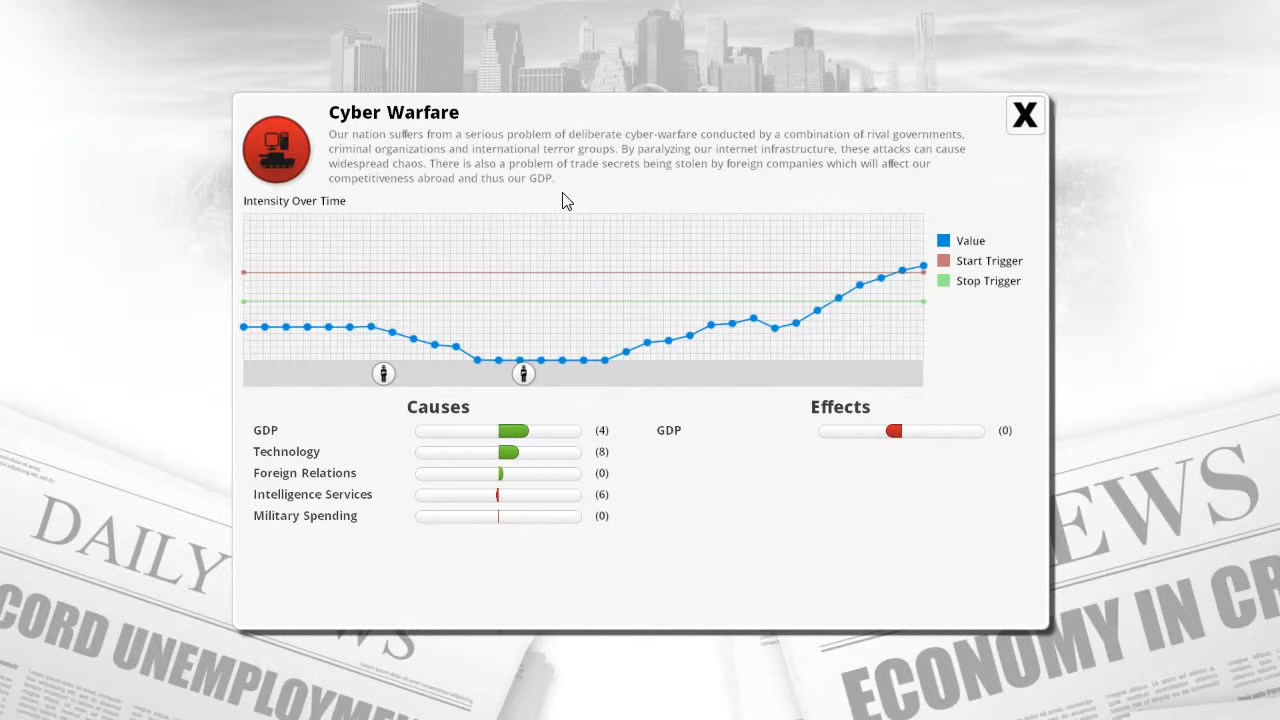 Cyber Warfare
X
Our nation suffers from a serious problem of deliberate cyber-warfare conducted by a combination of rival governments,
criminal organizations and international terror groups. By paralyzing our internet infrastructure, these attacks can cause
widespread chaos. There is also a problem of trade secrets being stolen by foreign companies which will affect our
competitiveness abroad and thus our GDP.
Intensity Over Time
Value
Start Trigger
Stop Trigger
Causes
GDP (4)
Technology (8)
Foreign Relations (0)
Intelligence Services (6)
Military Spending (0)
Effects
GDP (0)
DAILY
WS
CORD UNEMPLOYME
EWS
ECONOMY IN CR